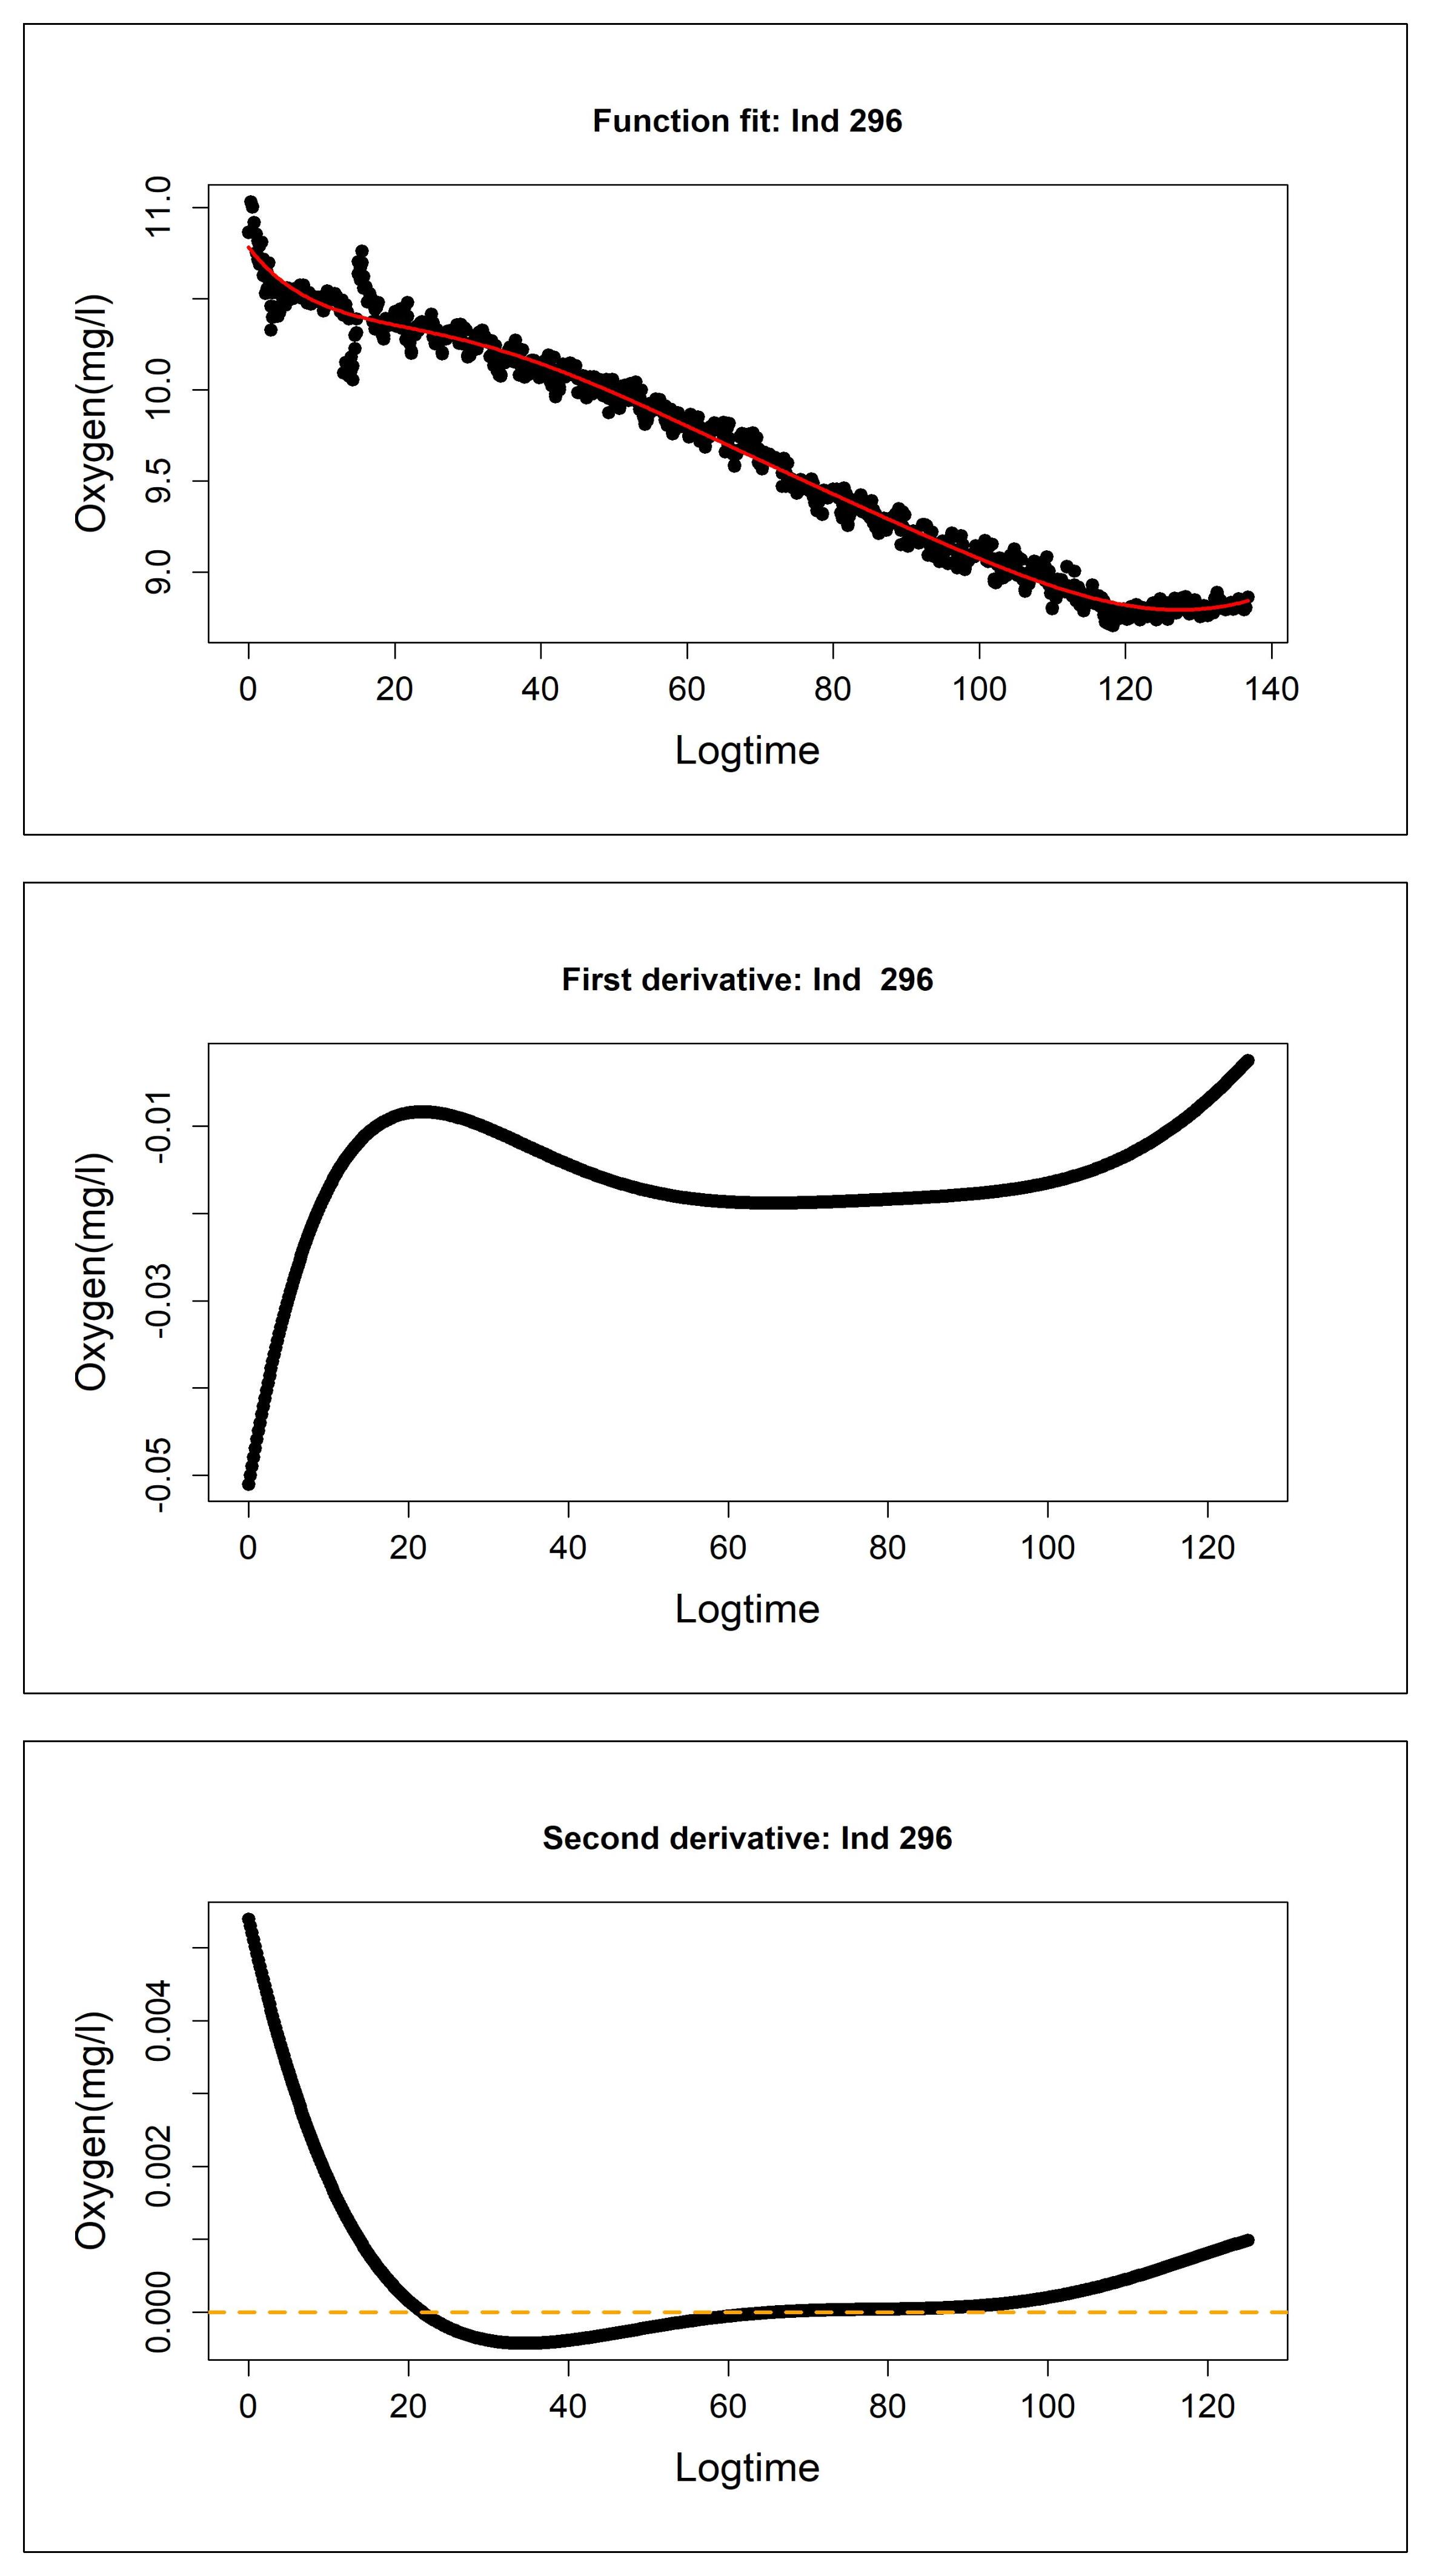 Function fit: Ind 296
Oxygen(mg/l)
11.0
10.0
9.5
9.0
0 20 40 60 80 100 120 140
Logtime
First derivative: Ind  296
Oxygen(mg/l)
-0.01
-0.03
-0.05
0 20 40 60 80 100 120
Logtime
Second derivative: Ind 296
Oxygen(mg/l)
0.004
0.002
0.000
0 20 40 60 80 100 120
Logtime